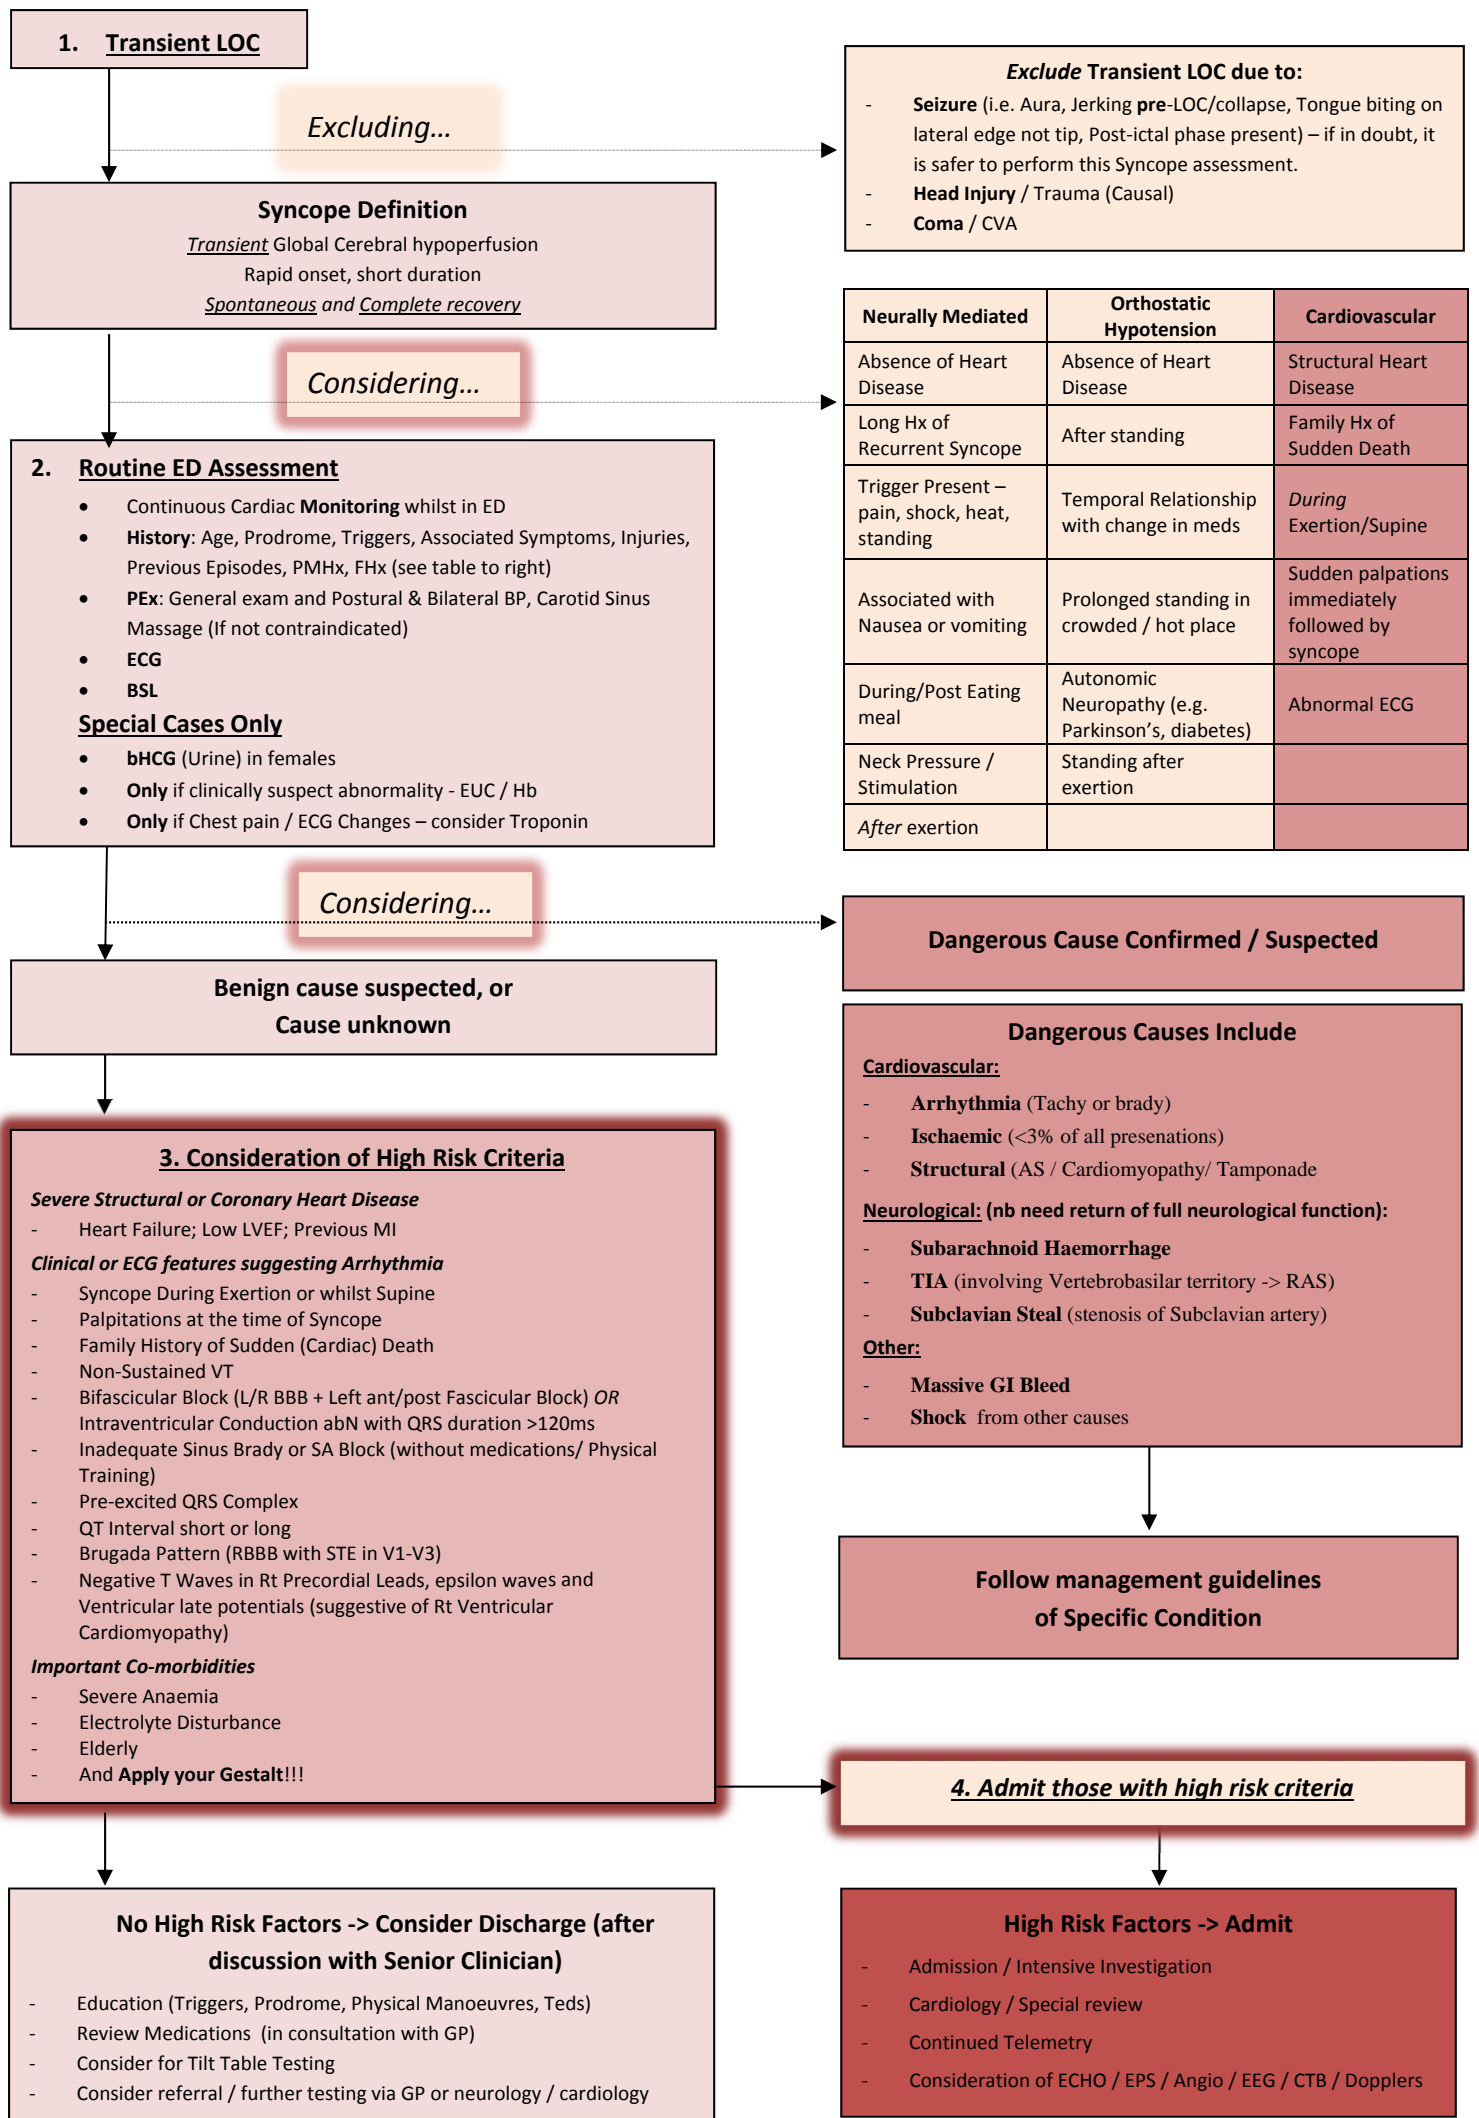 1. Transient LOC
Excluding...
Exclude Transient LOC due to:
- Seizure (i.e. Aura, Jerking pre-LOC/collapse, Tongue biting on
lateral edge not tip, Post-ictal phase present) – if in doubt, it
is safer to perform this Syncope assessment.
- Head Injury / Trauma (Causal)
- Coma / CVA
Syncope Definition
Transient Global Cerebral hypoperfusion
Rapid onset, short duration
Spontaneous and Complete recovery
Considering...
Neurally Mediated
Orthostatic
Hypotension
Cardiovascular
Absence of Heart
Disease
Absence of Heart
Disease
Structural Heart
Disease
Long Hx of
Recurrent Syncope
After standing
Family Hx of
Sudden Death
Trigger Present –
pain, shock, heat,
standing
Temporal Relationship
with change in meds
During
Exertion/Supine
Associated with
Nausea or vomiting
Prolonged standing in
crowded / hot place
Sudden palpations
immediately
followed by
syncope
During/Post Eating
meal
Autonomic
Neuropathy (e.g.
Parkinson's, diabetes)
Abnormal ECG
Neck Pressure /
Stimulation
Standing after
exertion
After exertion
2. Routine ED Assessment
• Continuous Cardiac Monitoring whilst in ED
• History: Age, Prodrome, Triggers, Associated Symptoms, Injuries,
Previous Episodes, PMHx, FHx (see table to right)
• PEx: General exam and Postural & Bilateral BP, Carotid Sinus
Massage (If not contraindicated)
• ECG
• BSL
Special Cases Only
• bHCG (Urine) in females
• Only if clinically suspect abnormality - EUC / Hb
• Only if Chest pain / ECG Changes – consider Troponin
Considering...
Dangerous Cause Confirmed / Suspected
Benign cause suspected, or
Cause unknown
Dangerous Causes Include
Cardiovascular:
- Arrhythmia (Tachy or brady)
- Ischaemic (<3% of all presenations)
- Structural (AS / Cardiomyopathy/ Tamponade
Neurological: (nb need return of full neurological function):
- Subarachnoid Haemorrhage
- TIA (involving Vertebrobasilar territory -> RAS)
- Subclavian Steal (stenosis of Subclavian artery)
Other:
- Massive GI Bleed
- Shock from other causes
Follow management guidelines
of Specific Condition
3. Consideration of High Risk Criteria
Severe Structural or Coronary Heart Disease
- Heart Failure; Low LVEF; Previous MI
Clinical or ECG features suggesting Arrhythmia
- Syncope During Exertion or whilst Supine
- Palpitations at the time of Syncope
- Family History of Sudden (Cardiac) Death
- Non-Sustained VT
- Bifascicular Block (L/R BBB + Left ant/post Fascicular Block) OR
Intraventricular Conduction abN with QRS duration >120ms
- Inadequate Sinus Brady or SA Block (without medications/ Physical
Training)
- Pre-excited QRS Complex
- QT Interval short or long
- Brugada Pattern (RBBB with STE in V1-V3)
- Negative T Waves in Rt Precordial Leads, epsilon waves and
Ventricular late potentials (suggestive of Rt Ventricular
Cardiomyopathy)
Important Co-morbidities
- Severe Anaemia
- Electrolyte Disturbance
- Elderly
- And Apply your Gestalt!!!
4. Admit those with high risk criteria
No High Risk Factors -> Consider Discharge (after
discussion with Senior Clinician)
- Education (Triggers, Prodrome, Physical Manoeuvres, Teds)
- Review Medications (in consultation with GP)
- Consider for Tilt Table Testing
- Consider referral / further testing via GP or neurology / cardiology
High Risk Factors -> Admit
- Admission / Intensive Investigation
- Cardiology / Special review
- Continued Telemetry
- Consideration of ECHO / EPS / Angio / EEG / CTB / Dopplers